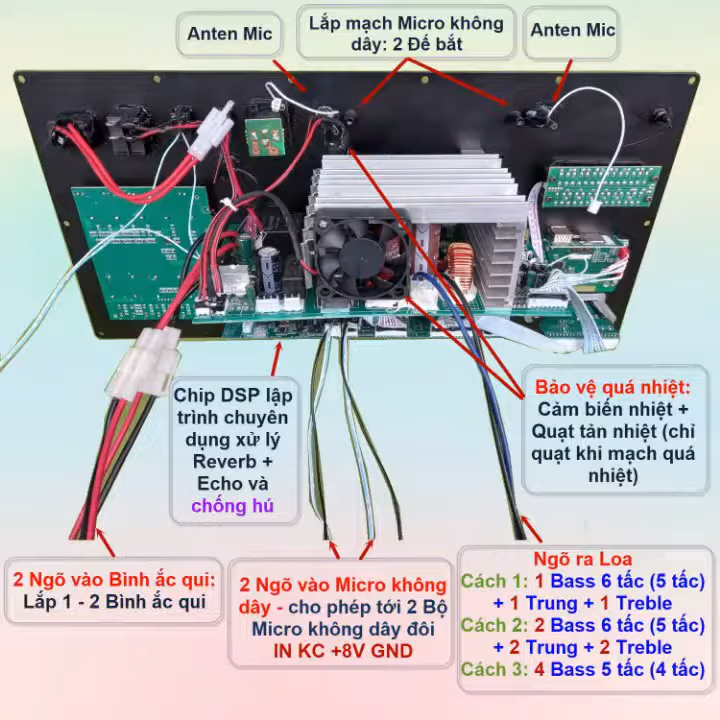 Anten Mic
Lắp mạch Micro không
dây: 2 Đế bắt
Anten Mic
Chip DSP lập
trình chuyên
dụng xử lý
Reverb +
Echo và
chống hú
Bảo vệ quá nhiệt:
Cảm biến nhiệt +
Quạt tản nhiệt (chỉ
quạt khi mạch quá
nhiệt)
2 Ngõ vào Bình ắc qui:
Lắp 1 - 2 Bình ắc qui
2 Ngõ vào Micro không
dây - cho phép tới 2 Bộ
Micro không dây đôi
IN KC +8V GND
Ngõ ra Loa
Cách 1: 1 Bass 6 tấc (5 tấc)
+ 1 Trung + 1 Treble
Cách 2: 2 Bass 6 tấc (5 tấc)
+ 2 Trung + 2 Treble
Cách 3: 4 Bass 5 tấc (4 tấc)